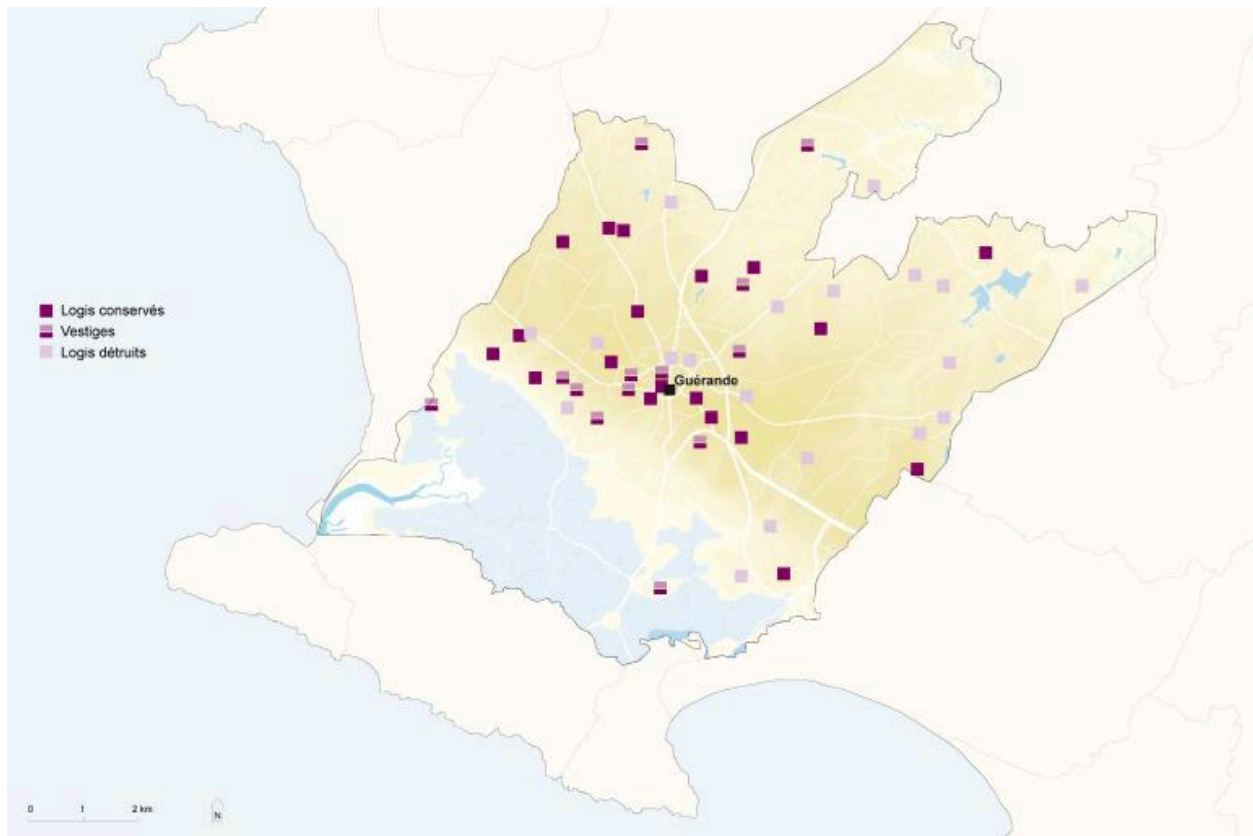 Logis conservés
Vestiges
Logis détruits
Guérande
0 1 2 km
N